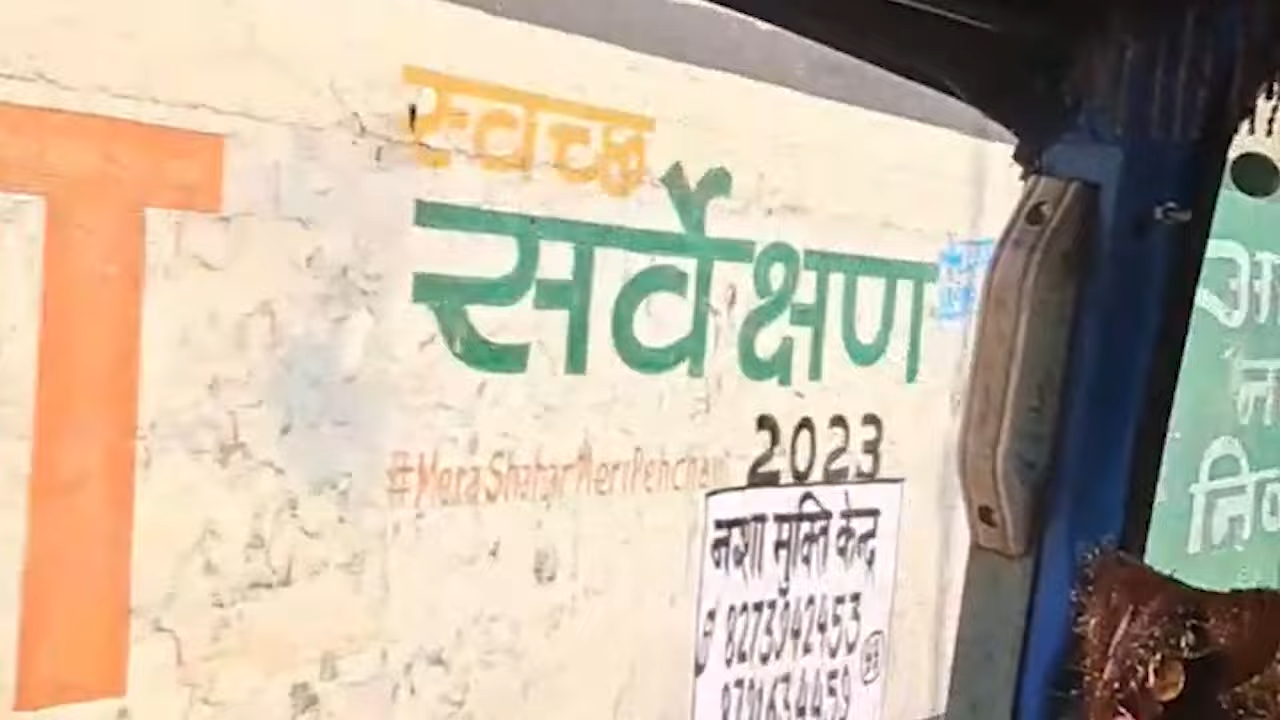 T
स्वच्छ
सर्वेक्षण
2023
#MeraShaharMeriPehchan
नशा मुक्ति केन्द्र
8273942453